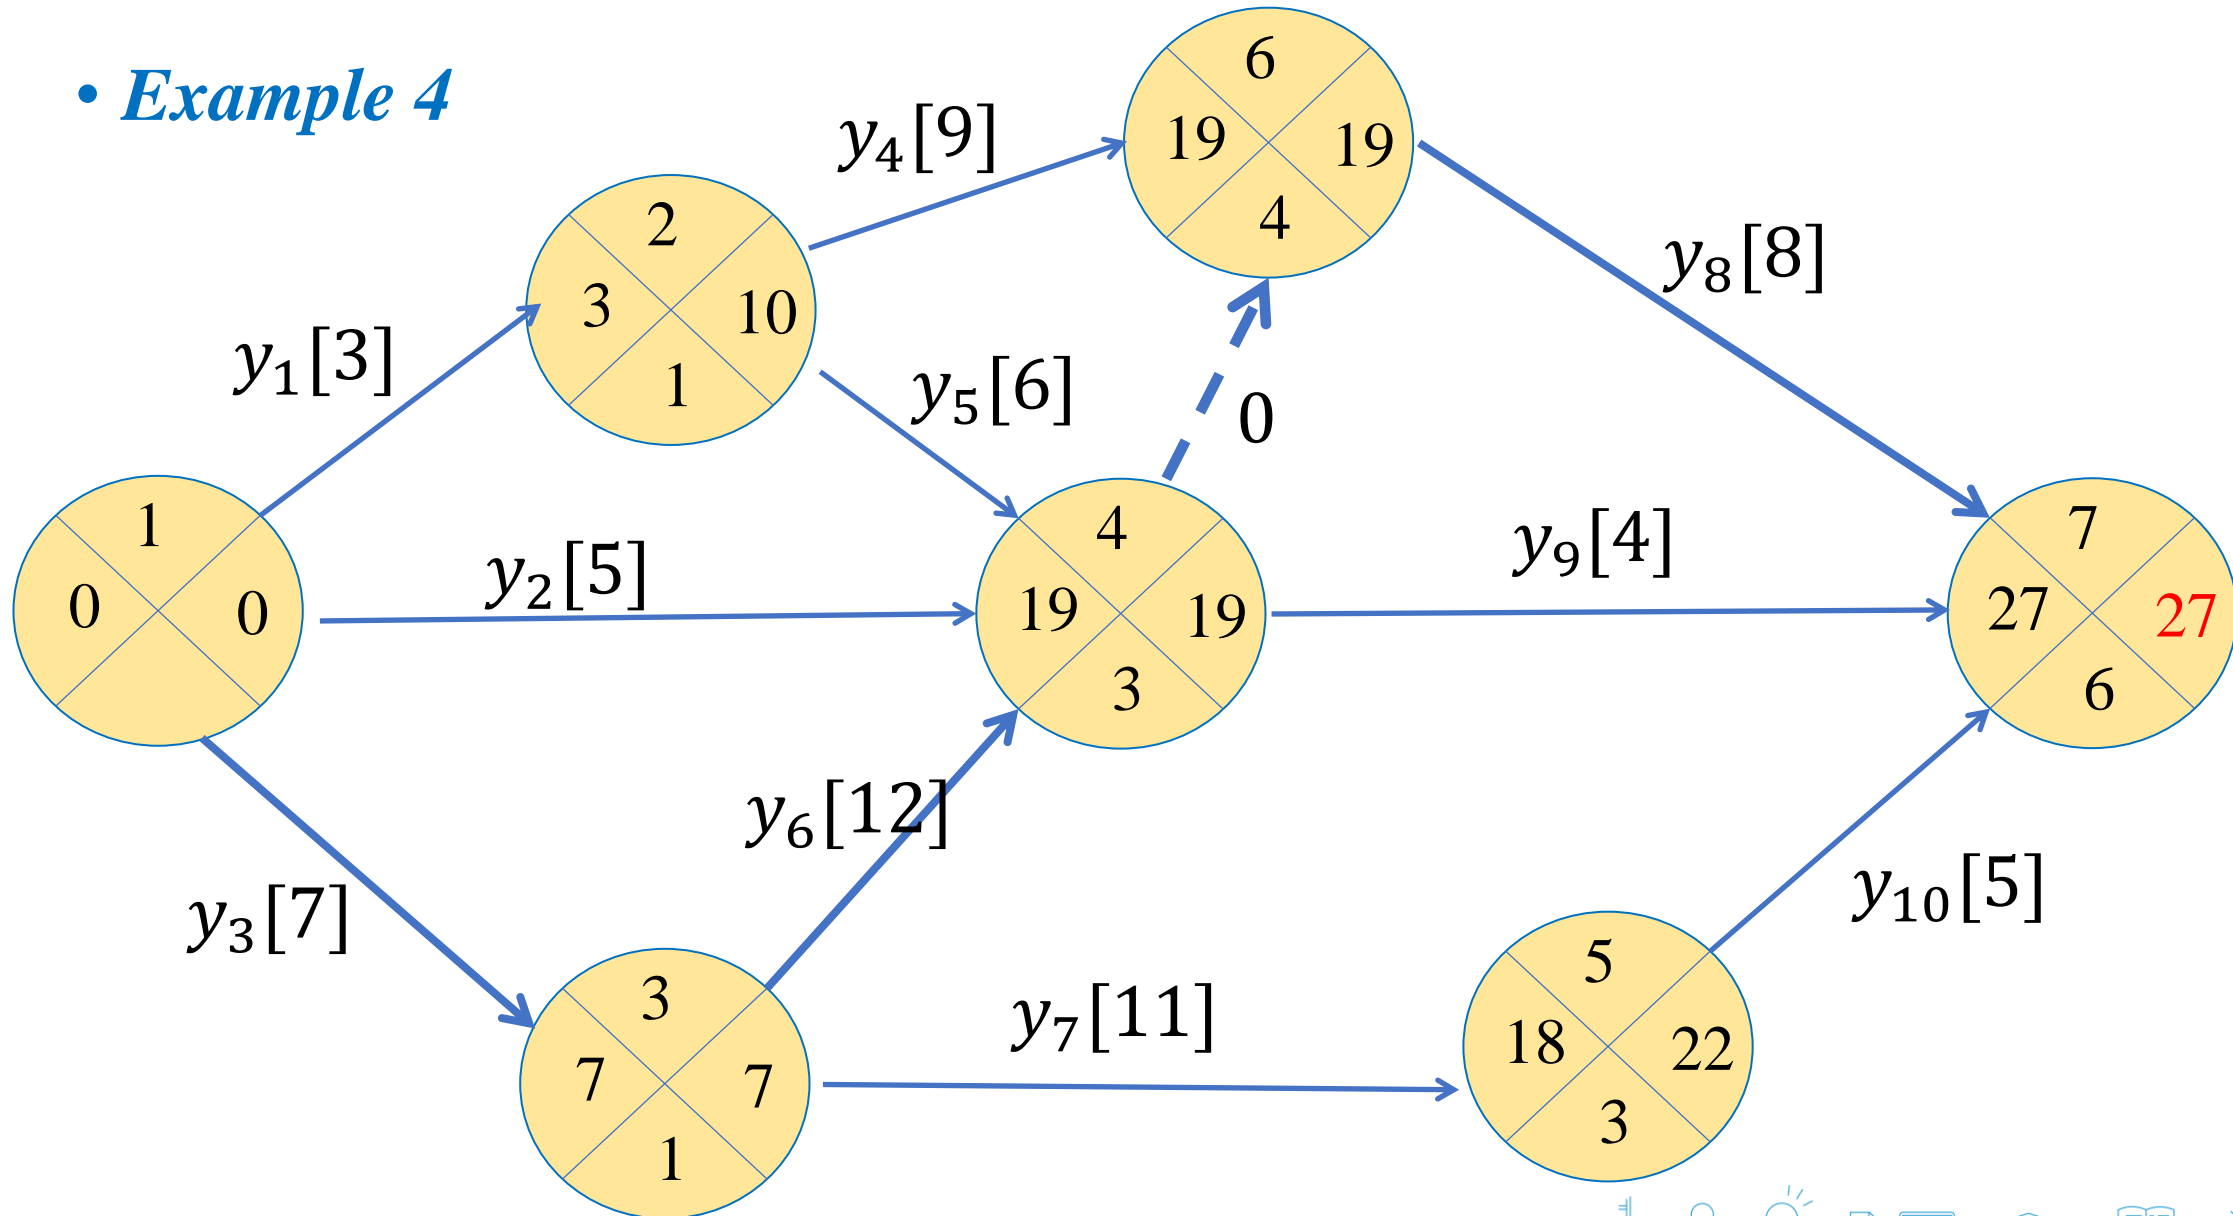 • Example 4
6
19 19
4
y₄[9]
2
3 10
1
y₈[8]
y₁[3]
y₅[6]
0
1
0 0
y₂[5]
4
19 19
3
y₉[4]
7
27 27
6
y₆[12]
y₃[7]
y₁₀[5]
3
7 7
1
y₇[11]
5
18 22
3